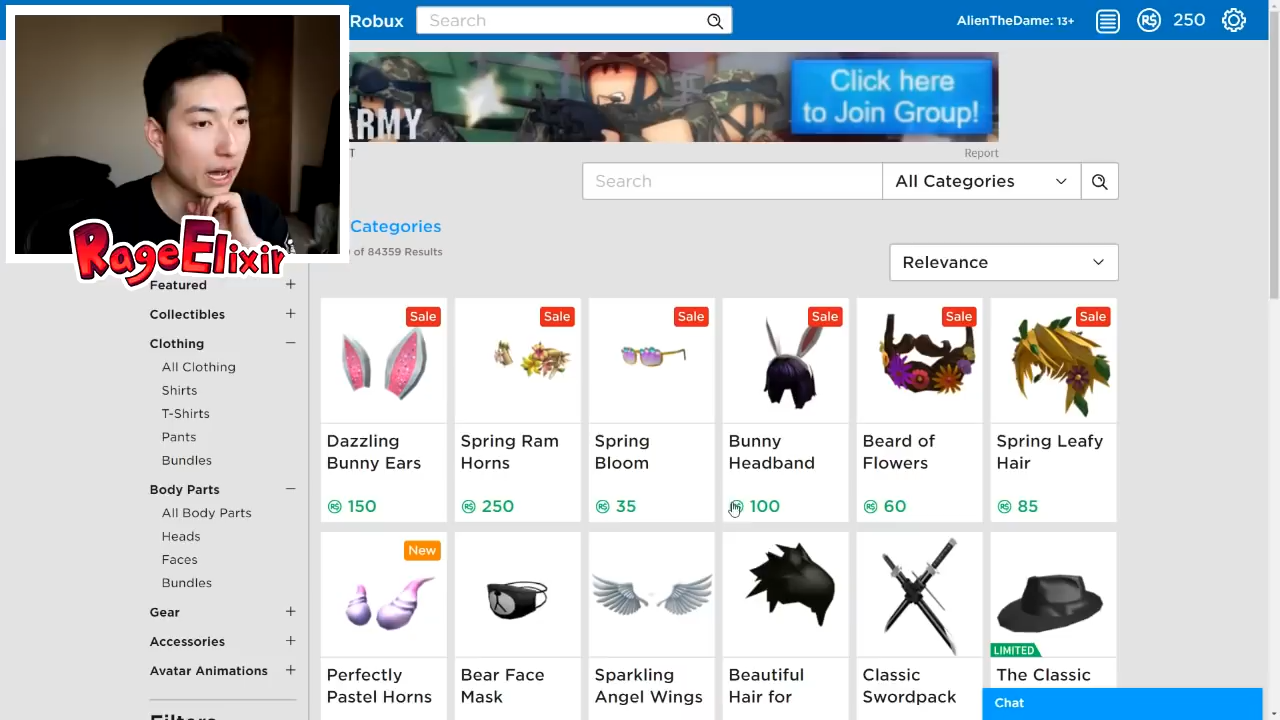 Robux
Search
AlienTheDame: 13+
250
ARMY
Click here
to Join Group!
T
Report
Search
All Categories
Categories
of 84359 Results
RageElixir
Relevance
Featured
Collectibles
Clothing
All Clothing
Shirts
T-Shirts
Pants
Bundles
Body Parts
All Body Parts
Heads
Faces
Bundles
Gear
Accessories
Avatar Animations
Filters
Sale
Sale
Sale
Sale
Sale
Sale
Dazzling
Bunny Ears
R$ 150
Spring Ram
Horns
R$ 250
Spring
Bloom
R$ 35
Bunny
Headband
100
Beard of
Flowers
R$ 60
Spring Leafy
Hair
R$ 85
New
Perfectly
Pastel Horns
Bear Face
Mask
Sparkling
Angel Wings
Beautiful
Hair for
Classic
Swordpack
LIMITED
The Classic
Chat